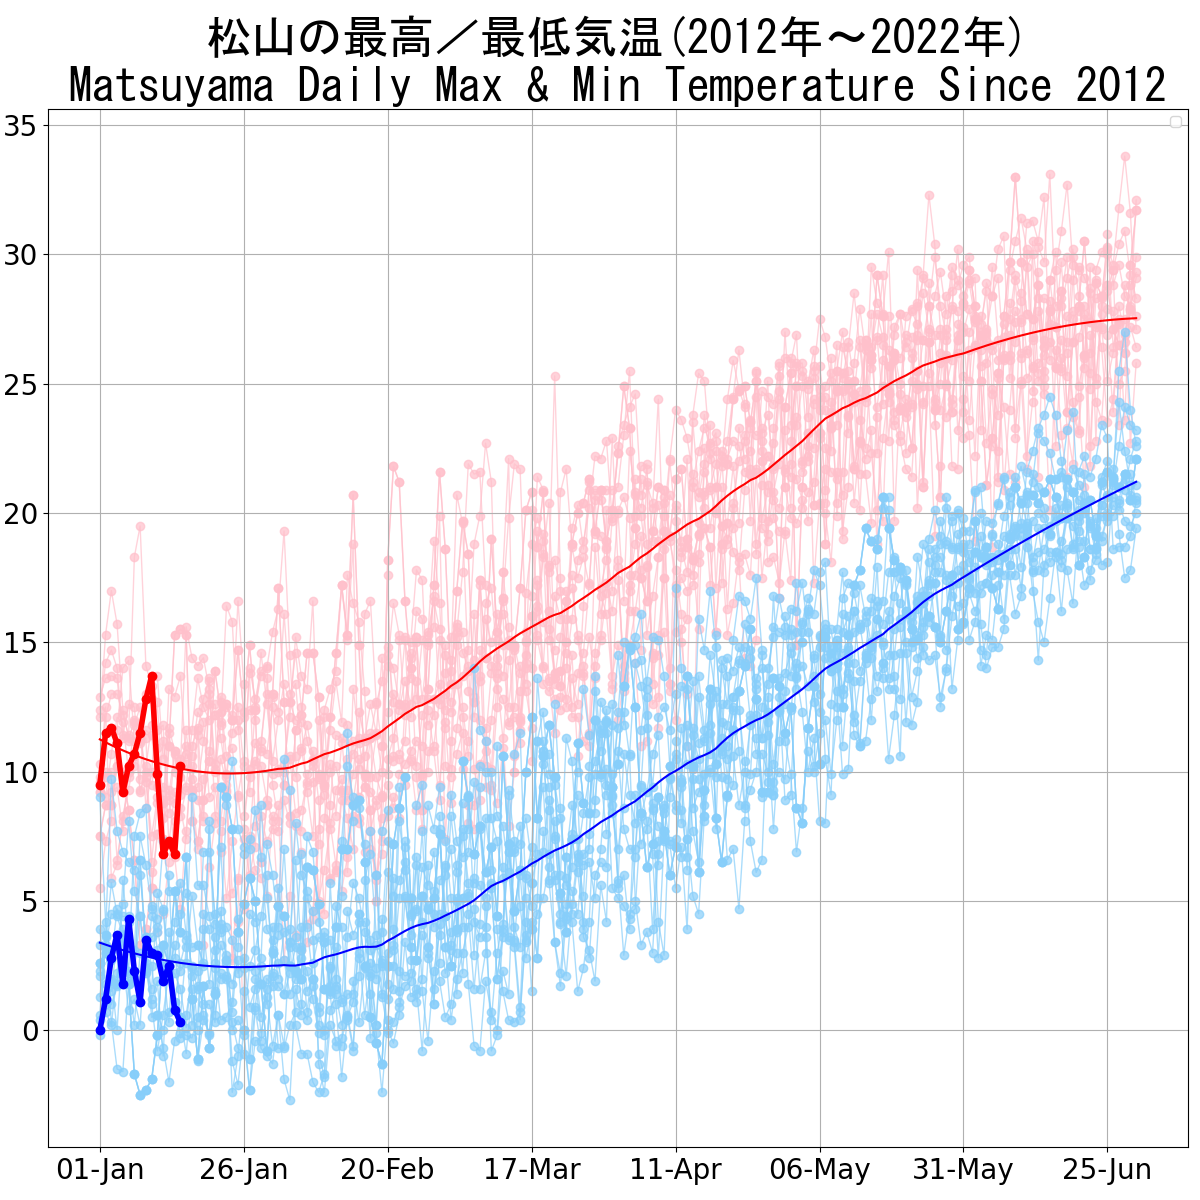 松山の最高／最低気温(2012年～2022年)
Matsuyama Daily Max & Min Temperature Since 2012
35
30
25
20
15
10
5
0
01-Jan 26-Jan 20-Feb 17-Mar 11-Apr 06-May 31-May 25-Jun